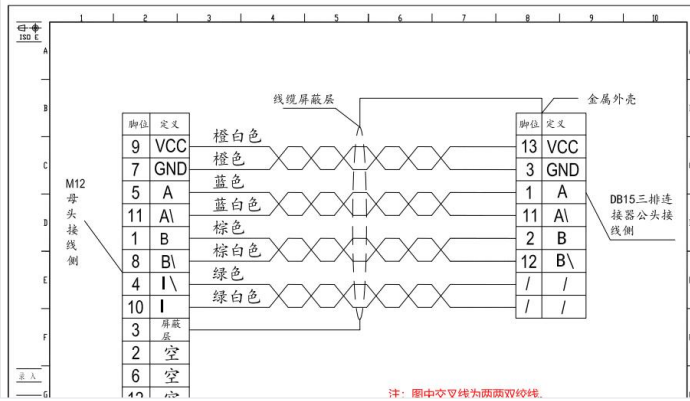 1 2 3 4 5 6 7 8 9 10
ISO E
A
B
C
D
E
F
G
线缆屏蔽层
金属外壳
脚位 定义
9 VCC 橙白色
7 GND 橙色
5 A 蓝色
11 A\ 蓝白色
1 B 棕色
8 B\ 棕白色
4 I\ 绿色
10 I 绿白色
3 屏蔽层
2 空
6 空
12 空
M12
母
头
接
线
侧
脚位 定义
13 VCC
3 GND
1 A
11 A\
2 B
12 B\
/ /
/ /
DB15三排连
接器公头接
线侧
注：图中交叉线为两两双绞线。